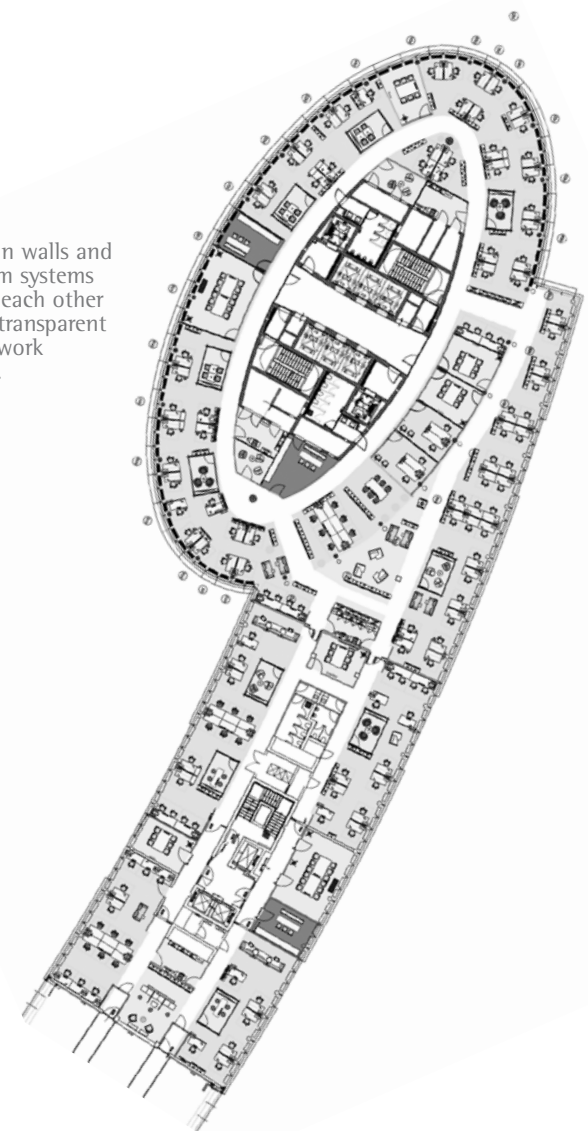 n walls and
m systems
each other
transparent
work